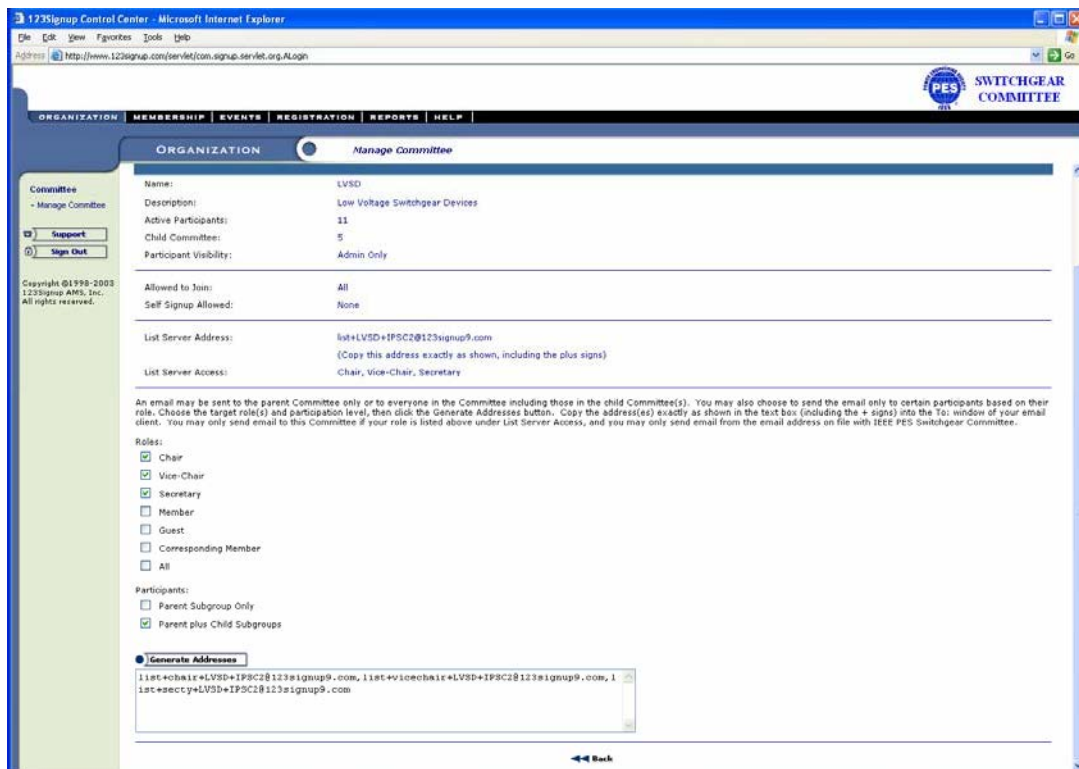 123Signup Control Center - Microsoft Internet Explorer
File Edit View Favorites Tools Help
Address http://www.123signup.com/servlet/com.signup.servlet.org.ALogin Go
PES
IEEE
SWITCHGEAR
COMMITTEE
ORGANIZATION | MEMBERSHIP | EVENTS | REGISTRATION | REPORTS | HELP
ORGANIZATION Manage Committee
Committee
- Manage Committee
Support
Sign Out
Copyright ©1998-2003
123Signup AMS, Inc.
All rights reserved.
Name: LVSD
Description: Low Voltage Switchgear Devices
Active Participants: 11
Child Committee: 5
Participant Visibility: Admin Only
Allowed to Join: All
Self Signup Allowed: None
List Server Address: list+LVSD+IPSC2@123signup9.com
(Copy this address exactly as shown, including the plus signs)
List Server Access: Chair, Vice-Chair, Secretary
An email may be sent to the parent Committee only or to everyone in the Committee including those in the child Committee(s). You may also choose to send the email only to certain participants based on their
role. Choose the target role(s) and participation level, then click the Generate Addresses button. Copy the address(es) exactly as shown in the text box (including the + signs) into the To: window of your email
client. You may only send email to this Committee if your role is listed above under List Server Access, and you may only send email from the email address on file with IEEE PES Switchgear Committee.
Roles:
Chair
Vice-Chair
Secretary
Member
Guest
Corresponding Member
All
Participants:
Parent Subgroup Only
Parent plus Child Subgroups
Generate Addresses
list+chair+LVSD+IPSC2@123signup9.com,list+vicechair+LVSD+IPSC2@123signup9.com,l
ist+secty+LVSD+IPSC2@123signup9.com
Back